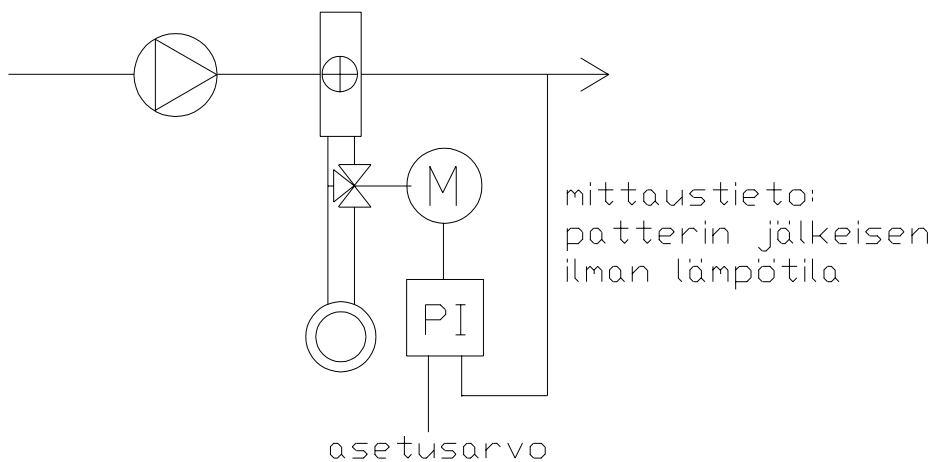 M
mittaustieto:
patterin jälkeisen
ilman lämpötila
PI
asetusarvo